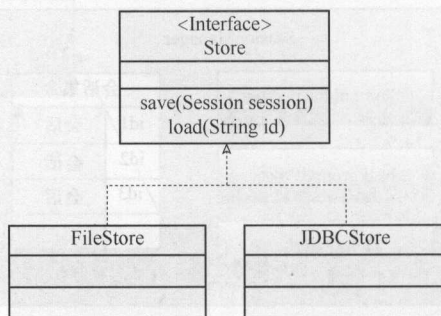 <Interface>
Store
save(Session session)
load(String id)
FileStore
JDBCStore